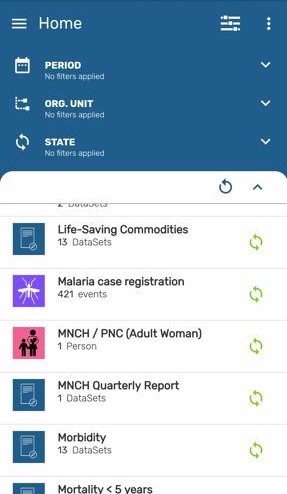 Home
PERIOD
No filters applied
ORG. UNIT
No filters applied
STATE
No filters applied
2 DataSets
Life-Saving Commodities
13 DataSets
Malaria case registration
421 events
MNCH / PNC (Adult Woman)
1 Person
MNCH Quarterly Report
1 DataSets
Morbidity
13 DataSets
Mortality < 5 years